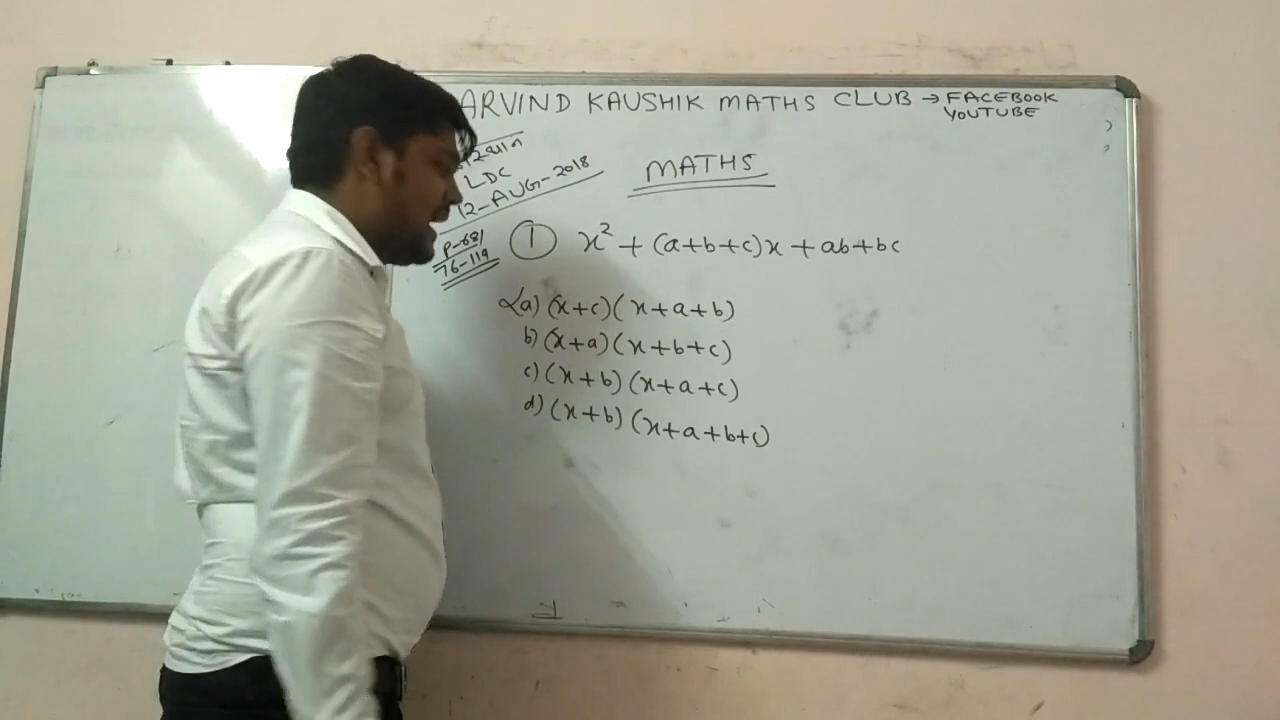 ARVIND KAUSHIK MATHS CLUB → FACEBOOK
YOUTUBE
LDC
12-AUG-2018
MATHS
P-681
76-119
① x² + (a+b+c)x + ab+bc
a) (x+c)(x+a+b)
b) (x+a)(x+b+c)
c) (x+b)(x+a+c)
d) (x+b)(x+a+b+c)